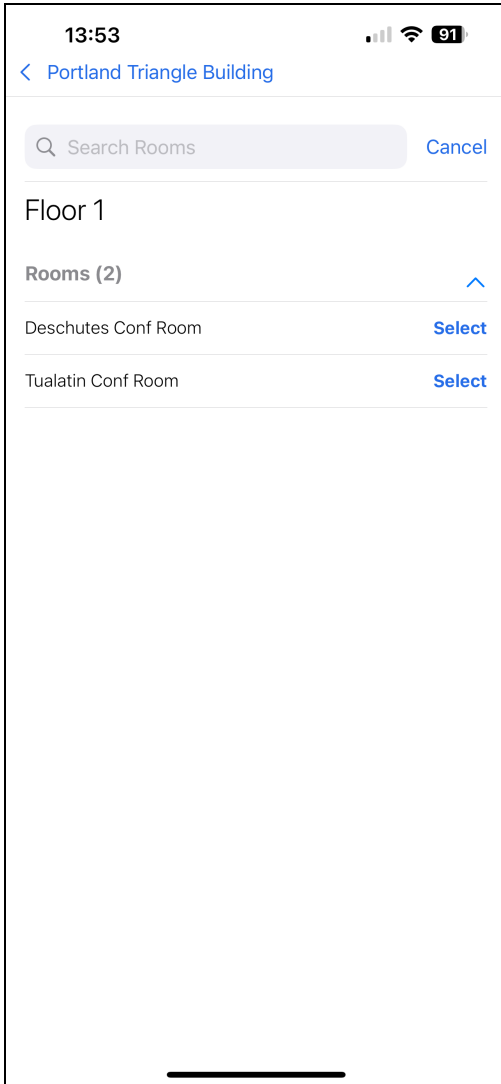 13:53 91
Portland Triangle Building
Search Rooms Cancel
Floor 1
Rooms (2)
Deschutes Conf Room Select
Tualatin Conf Room Select